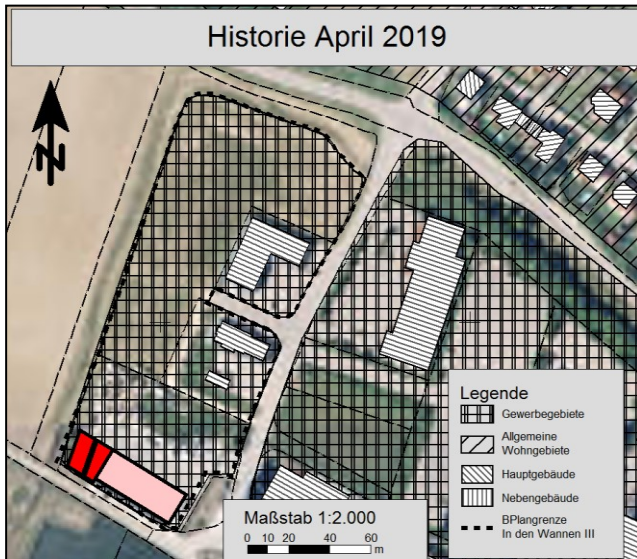 Historie April 2019
N
Legende
Gewerbegebiete
Allgemeine
Wohngebiete
Hauptgebäude
Nebengebäude
BPlangrenze
In den Wannen III
Maßstab 1:2.000
0 10 20 40 60
m